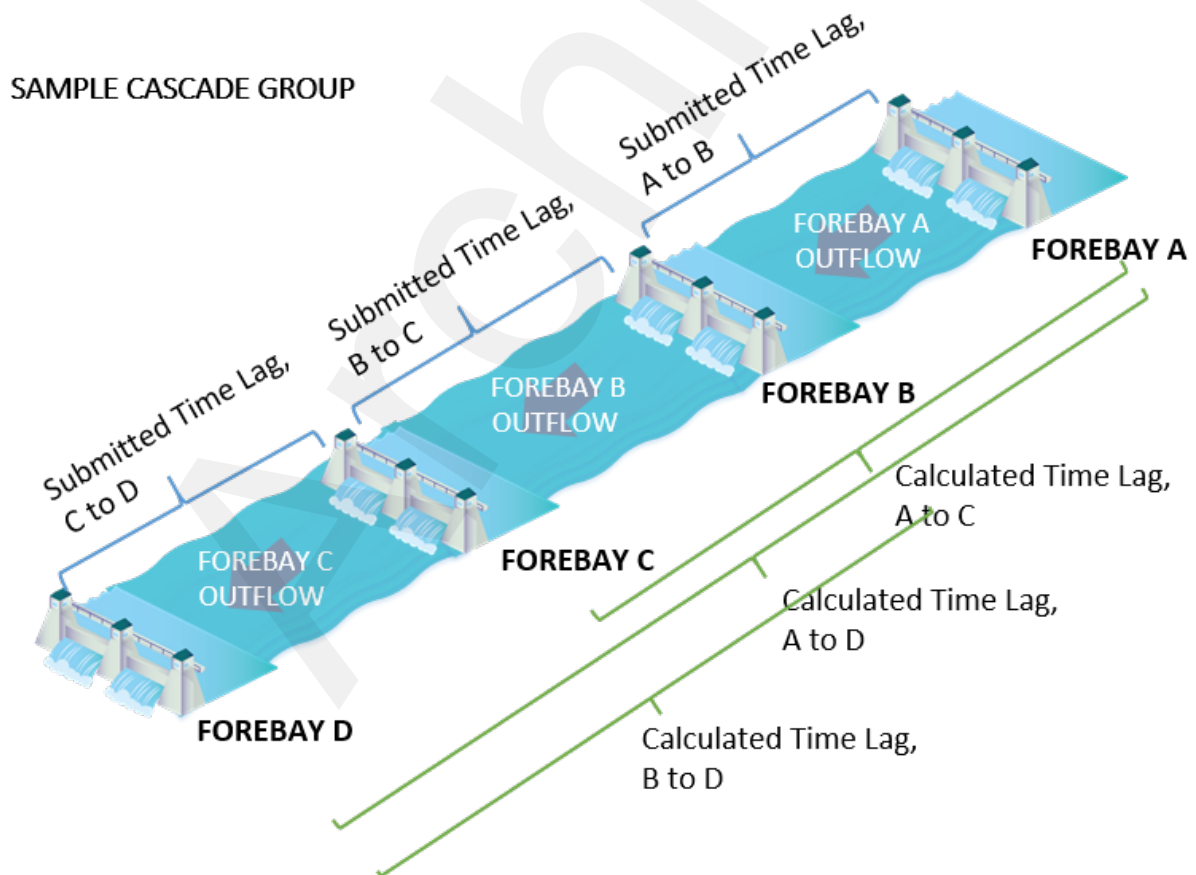 SAMPLE CASCADE GROUP
Submitted Time Lag,
A to B
Submitted Time Lag,
B to C
Submitted Time Lag,
C to D
FOREBAY A
OUTFLOW
FOREBAY A
FOREBAY B
OUTFLOW
FOREBAY B
FOREBAY C
OUTFLOW
FOREBAY C
FOREBAY D
Calculated Time Lag,
A to C
Calculated Time Lag,
A to D
Calculated Time Lag,
B to D